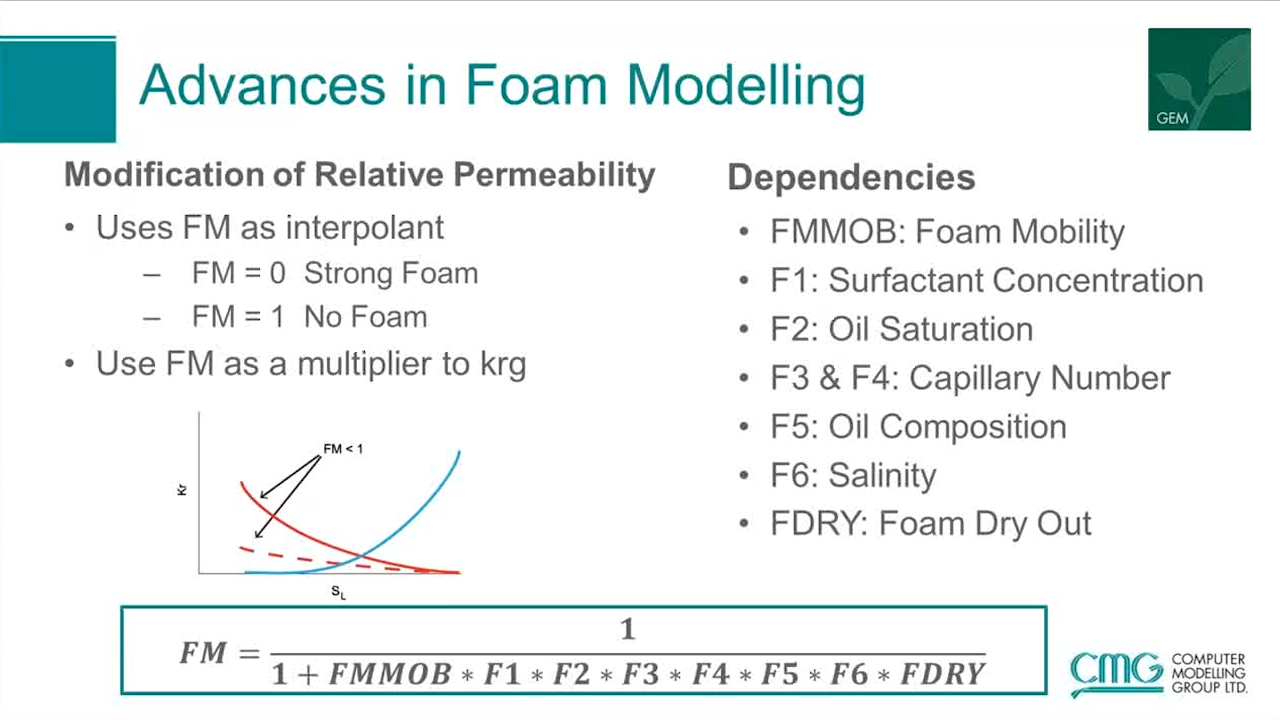 Advances in Foam Modelling
GEM
Modification of Relative Permeability
• Uses FM as interpolant
– FM = 0 Strong Foam
– FM = 1 No Foam
• Use FM as a multiplier to krg
FM < 1
Kr
S_L
Dependencies
• FMMOB: Foam Mobility
• F1: Surfactant Concentration
• F2: Oil Saturation
• F3 & F4: Capillary Number
• F5: Oil Composition
• F6: Salinity
• FDRY: Foam Dry Out
FM = 1 / (1 + FMMOB * F1 * F2 * F3 * F4 * F5 * F6 * FDRY)
CMG
COMPUTER
MODELLING
GROUP LTD.